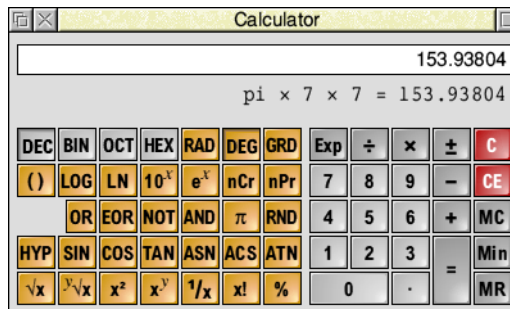 Calculator
153.93804
pi × 7 × 7 = 153.93804
DEC BIN OCT HEX RAD DEG GRD Exp ÷ × ± C
( ) LOG LN 10ˣ eˣ nCr nPr 7 8 9 − CE
OR EOR NOT AND π RND 4 5 6 + MC
HYP SIN COS TAN ASN ACS ATN 1 2 3 = Min
√x ʸ√x x² xʸ ¹/x x! % 0 · MR